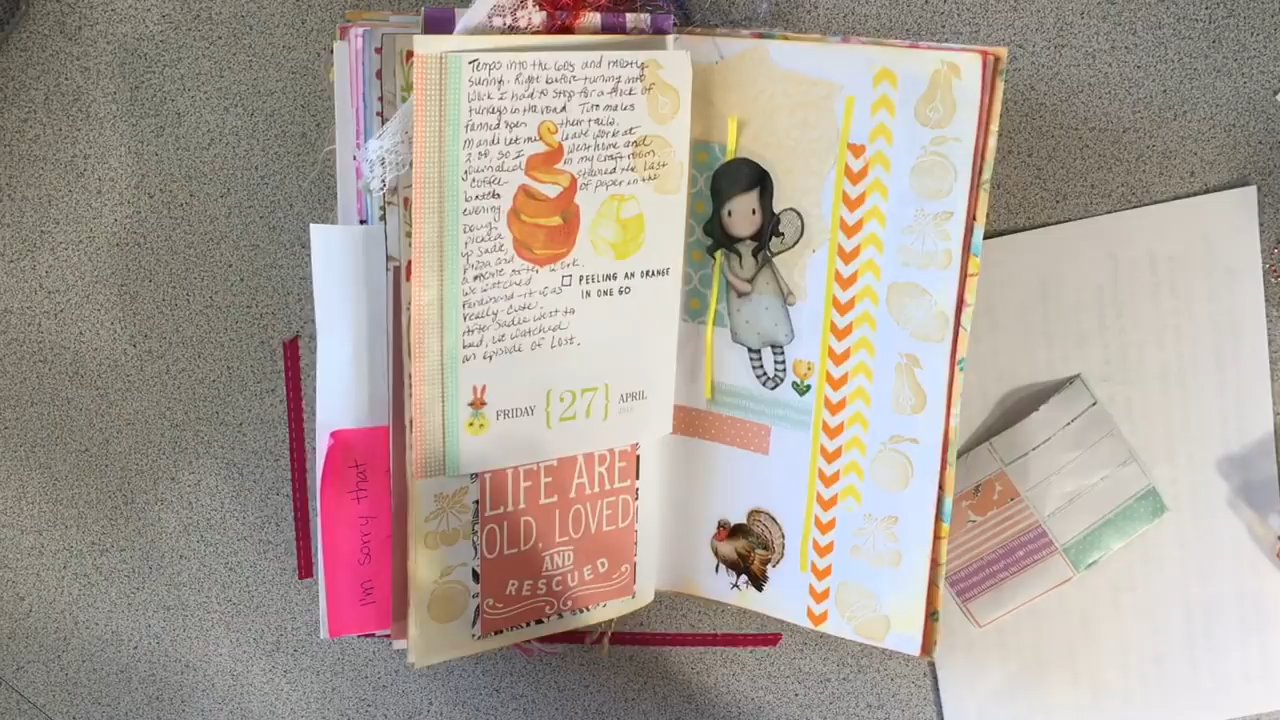 Temps into the 60s and mostly
sunny. Right before turning into
work I had to stop for a flock of
turkeys in the road. Two males
fanned open their tails.
Mandi let me leave work at
2:30, so I went home and
journaled in my craft room.
coffee stained the last
of paper in the
evening.
Doug
picked
up Sadie,
pizza and
after work.
We watched
Ferdinand - it was
really cute.
After Sadie went to
bed, we watched
an episode of Lost.
PEELING AN ORANGE
IN ONE GO
FRIDAY {27} APRIL
LIFE ARE
OLD, LOVED
AND
RESCUED
I'm sorry that